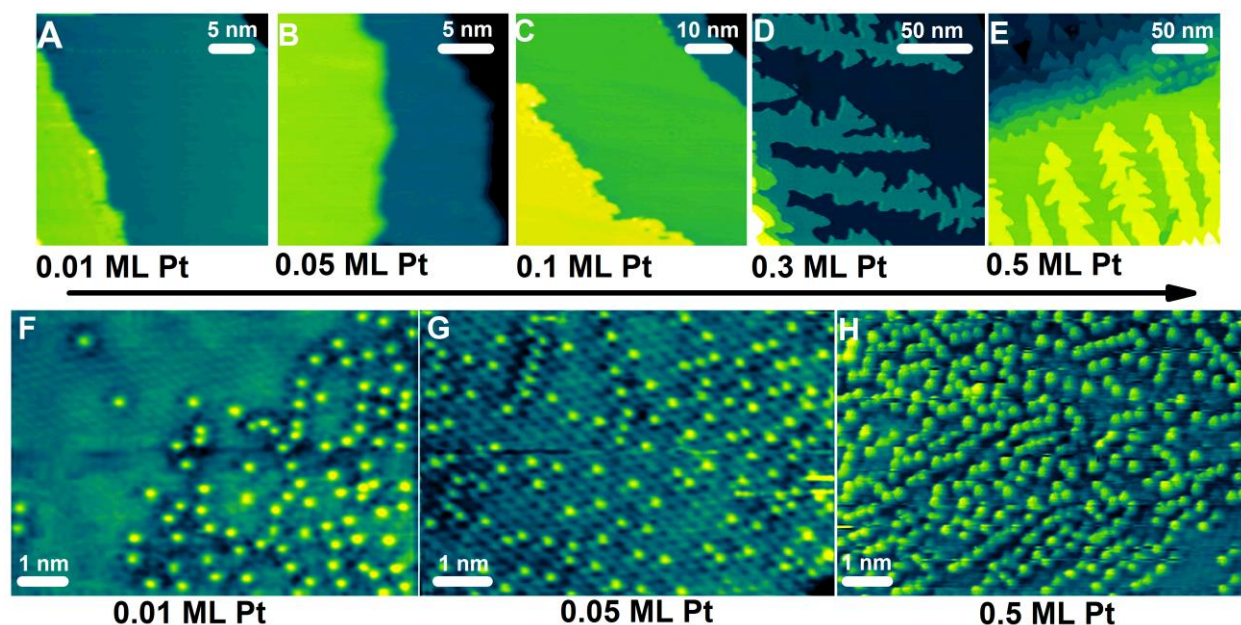 A 5 nm
B 5 nm
C 10 nm
D 50 nm
E 50 nm
0.01 ML Pt
0.05 ML Pt
0.1 ML Pt
0.3 ML Pt
0.5 ML Pt
F
G
H
1 nm
1 nm
1 nm
0.01 ML Pt
0.05 ML Pt
0.5 ML Pt